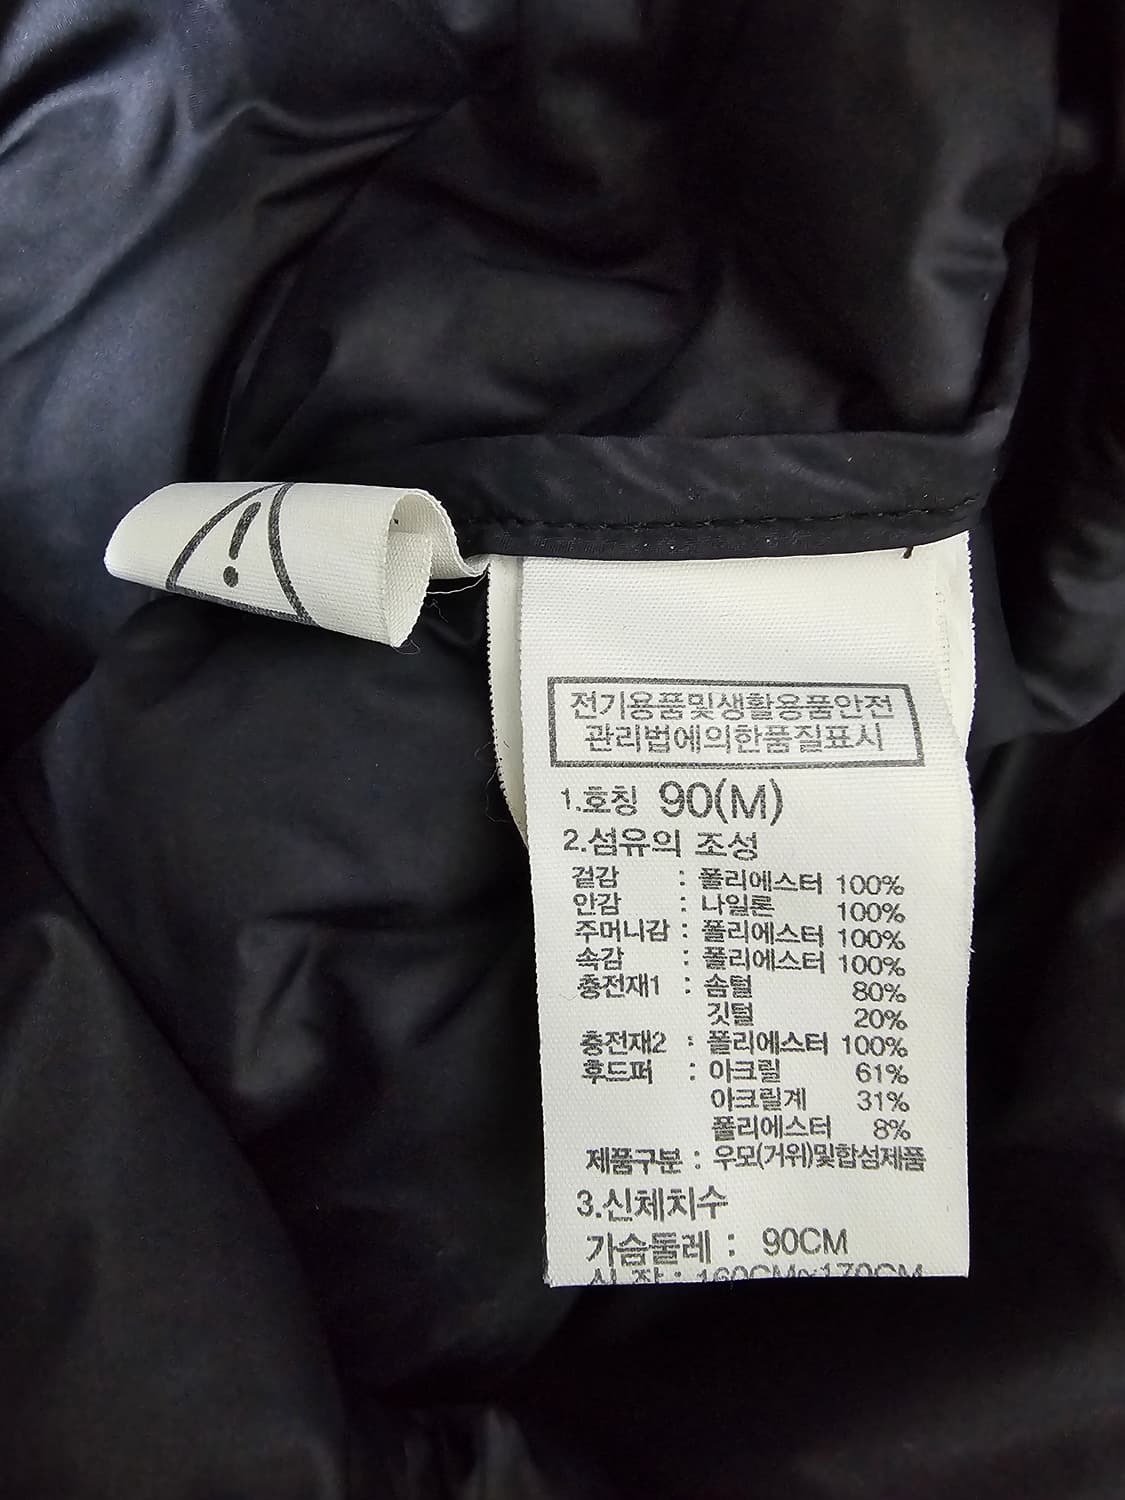 전기용품및생활용품안전
관리법에의한품질표시
1.호칭 90(M)
2.섬유의 조성
겉감 : 폴리에스터 100%
안감 : 나일론 100%
주머니감 : 폴리에스터 100%
속감 : 폴리에스터 100%
충전재1 : 솜털 80%
깃털 20%
충전재2 : 폴리에스터 100%
후드퍼 : 아크릴 61%
아크릴계 31%
폴리에스터 8%
제품구분 : 우모(거위)및합섬제품
3.신체치수
가슴둘레 : 90CM
신 장 : 160CM~170CM